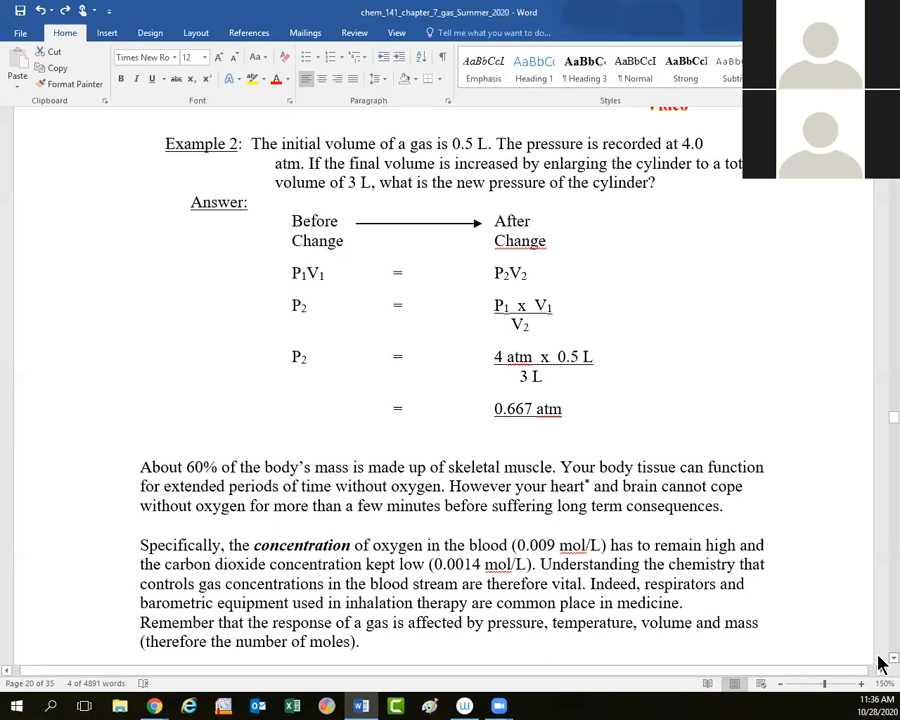 chem_141_chapter_7_gas_Summer_2020 - Word
File Home Insert Design Layout References Mailings Review View Tell me what you want to do...
Paste
Cut
Copy
Format Painter
Times New Ro 12
AaBbCcI Emphasis
AaBbCc Heading 1
AaBbC ¶ Heading 3
AaBbCcI ¶ Normal
AaBbCc Strong
AaBbC Subti
Clipboard Font Paragraph Styles
Video
Example 2: The initial volume of a gas is 0.5 L. The pressure is recorded at 4.0
atm. If the final volume is increased by enlarging the cylinder to a tot
volume of 3 L, what is the new pressure of the cylinder?
Answer:
Before After
Change Change
P₁V₁ = P₂V₂
P₂ = P₁ x V₁
V₂
P₂ = 4 atm x 0.5 L
3 L
= 0.667 atm
About 60% of the body’s mass is made up of skeletal muscle. Your body tissue can function
for extended periods of time without oxygen. However your heart* and brain cannot cope
without oxygen for more than a few minutes before suffering long term consequences.
Specifically, the concentration of oxygen in the blood (0.009 mol/L) has to remain high and
the carbon dioxide concentration kept low (0.0014 mol/L). Understanding the chemistry that
controls gas concentrations in the blood stream are therefore vital. Indeed, respirators and
barometric equipment used in inhalation therapy are common place in medicine.
Remember that the response of a gas is affected by pressure, temperature, volume and mass
(therefore the number of moles).
Page 20 of 35 4 of 4891 words 150%
11:36 AM
10/28/2020